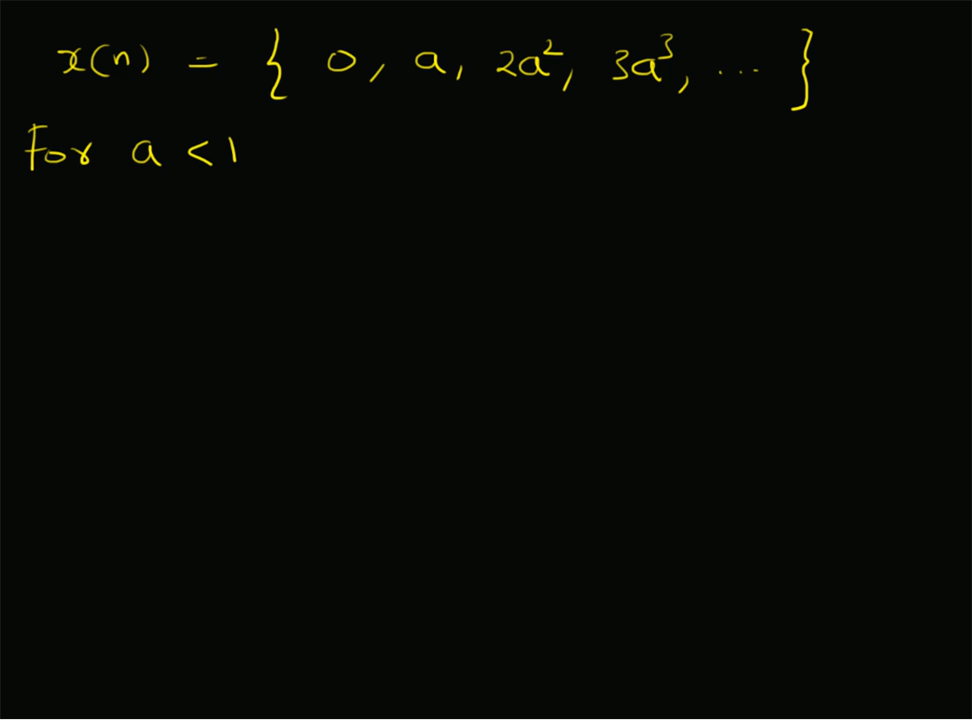 x(n) = { 0, a, 2a², 3a³, ... }
For a < 1